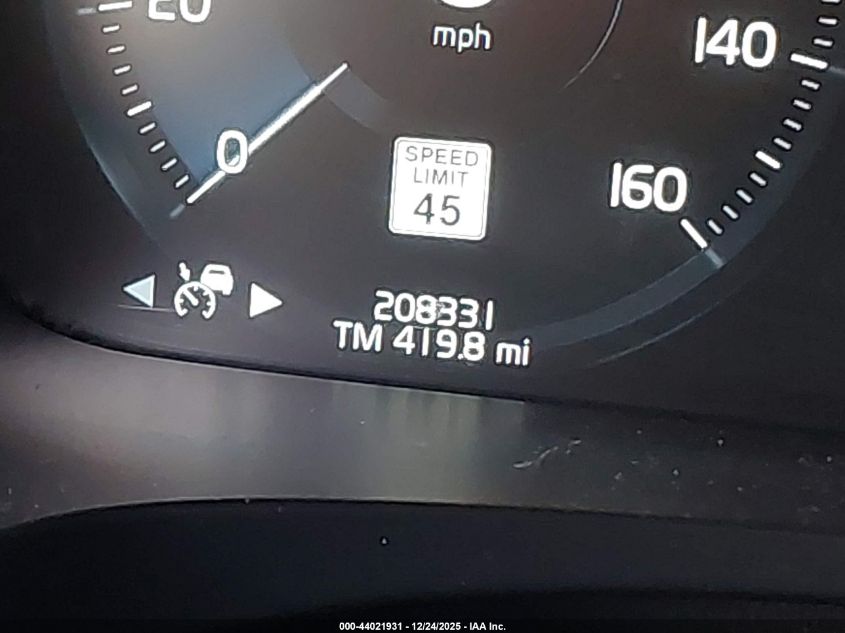 20
mph
140
0
SPEED
LIMIT
45
160
208331
TM 419.8 mi
000-44021931 - 12/24/2025 - IAA Inc.